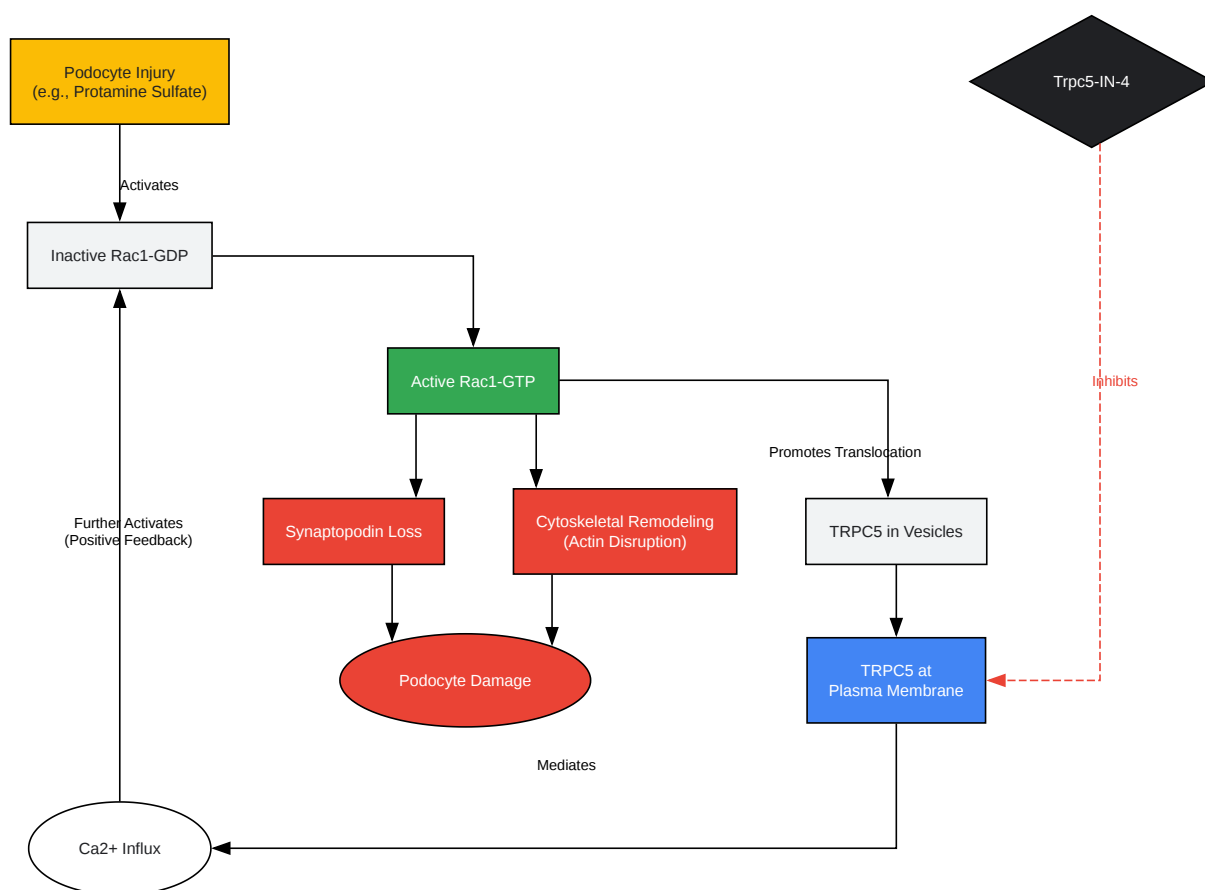 Podocyte Injury
(e.g., Protamine Sulfate)
Trpc5-IN-4
Activates
Inactive Rac1-GDP
Active Rac1-GTP
Inhibits
Promotes Translocation
Further Activates
(Positive Feedback)
Synaptopodin Loss
Cytoskeletal Remodeling
(Actin Disruption)
TRPC5 in Vesicles
Podocyte Damage
TRPC5 at
Plasma Membrane
Mediates
Ca2+ Influx